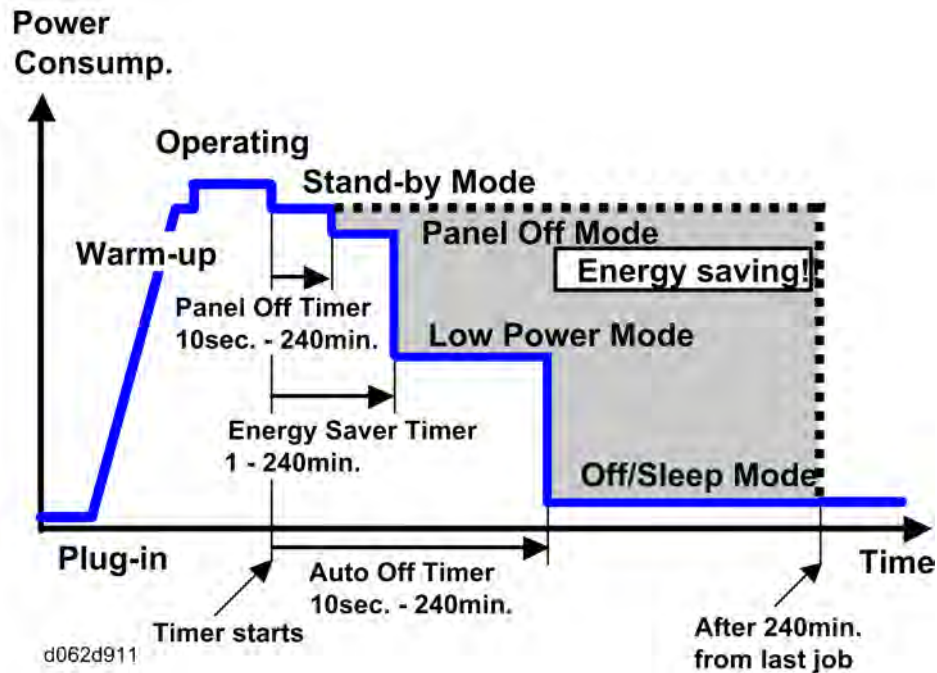 Power
Consump.
Operating
Stand-by Mode
Warm-up
Panel Off Mode
Energy saving!
Panel Off Timer
10sec. - 240min.
Low Power Mode
Energy Saver Timer
1 - 240min.
Off/Sleep Mode
Plug-in
Time
Auto Off Timer
10sec. - 240min.
Timer starts
After 240min.
from last job
d062d911